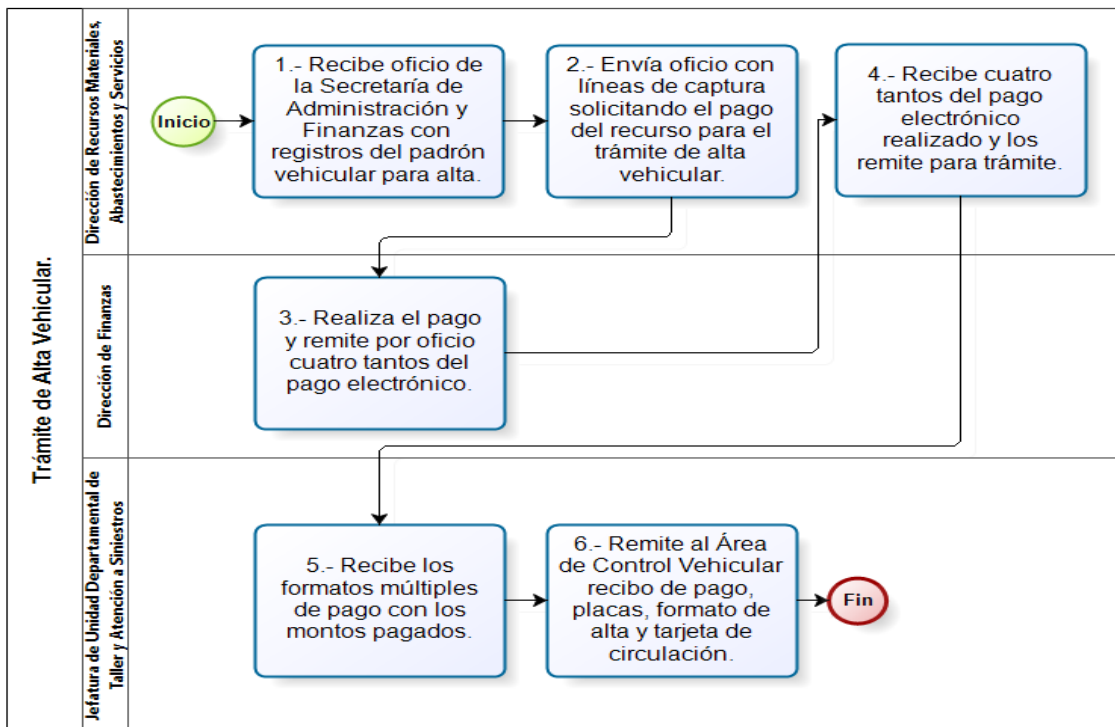 Trámite de Alta Vehicular.
Dirección de Recursos Materiales,
Abastecimientos y Servicios
Inicio
1.- Recibe oficio de
la Secretaría de
Administración y
Finanzas con
registros del padrón
vehicular para alta.
2.- Envía oficio con
líneas de captura
solicitando el pago
del recurso para el
trámite de alta
vehicular.
4.- Recibe cuatro
tantos del pago
electrónico
realizado y los
remite para trámite.
Dirección de Finanzas
3.- Realiza el pago
y remite por oficio
cuatro tantos del
pago electrónico.
Jefatura de Unidad Departamental de
Taller y Atención a Siniestros
5.- Recibe los
formatos múltiples
de pago con los
montos pagados.
6.- Remite al Área
de Control Vehicular
recibo de pago,
placas, formato de
alta y tarjeta de
circulación.
Fin